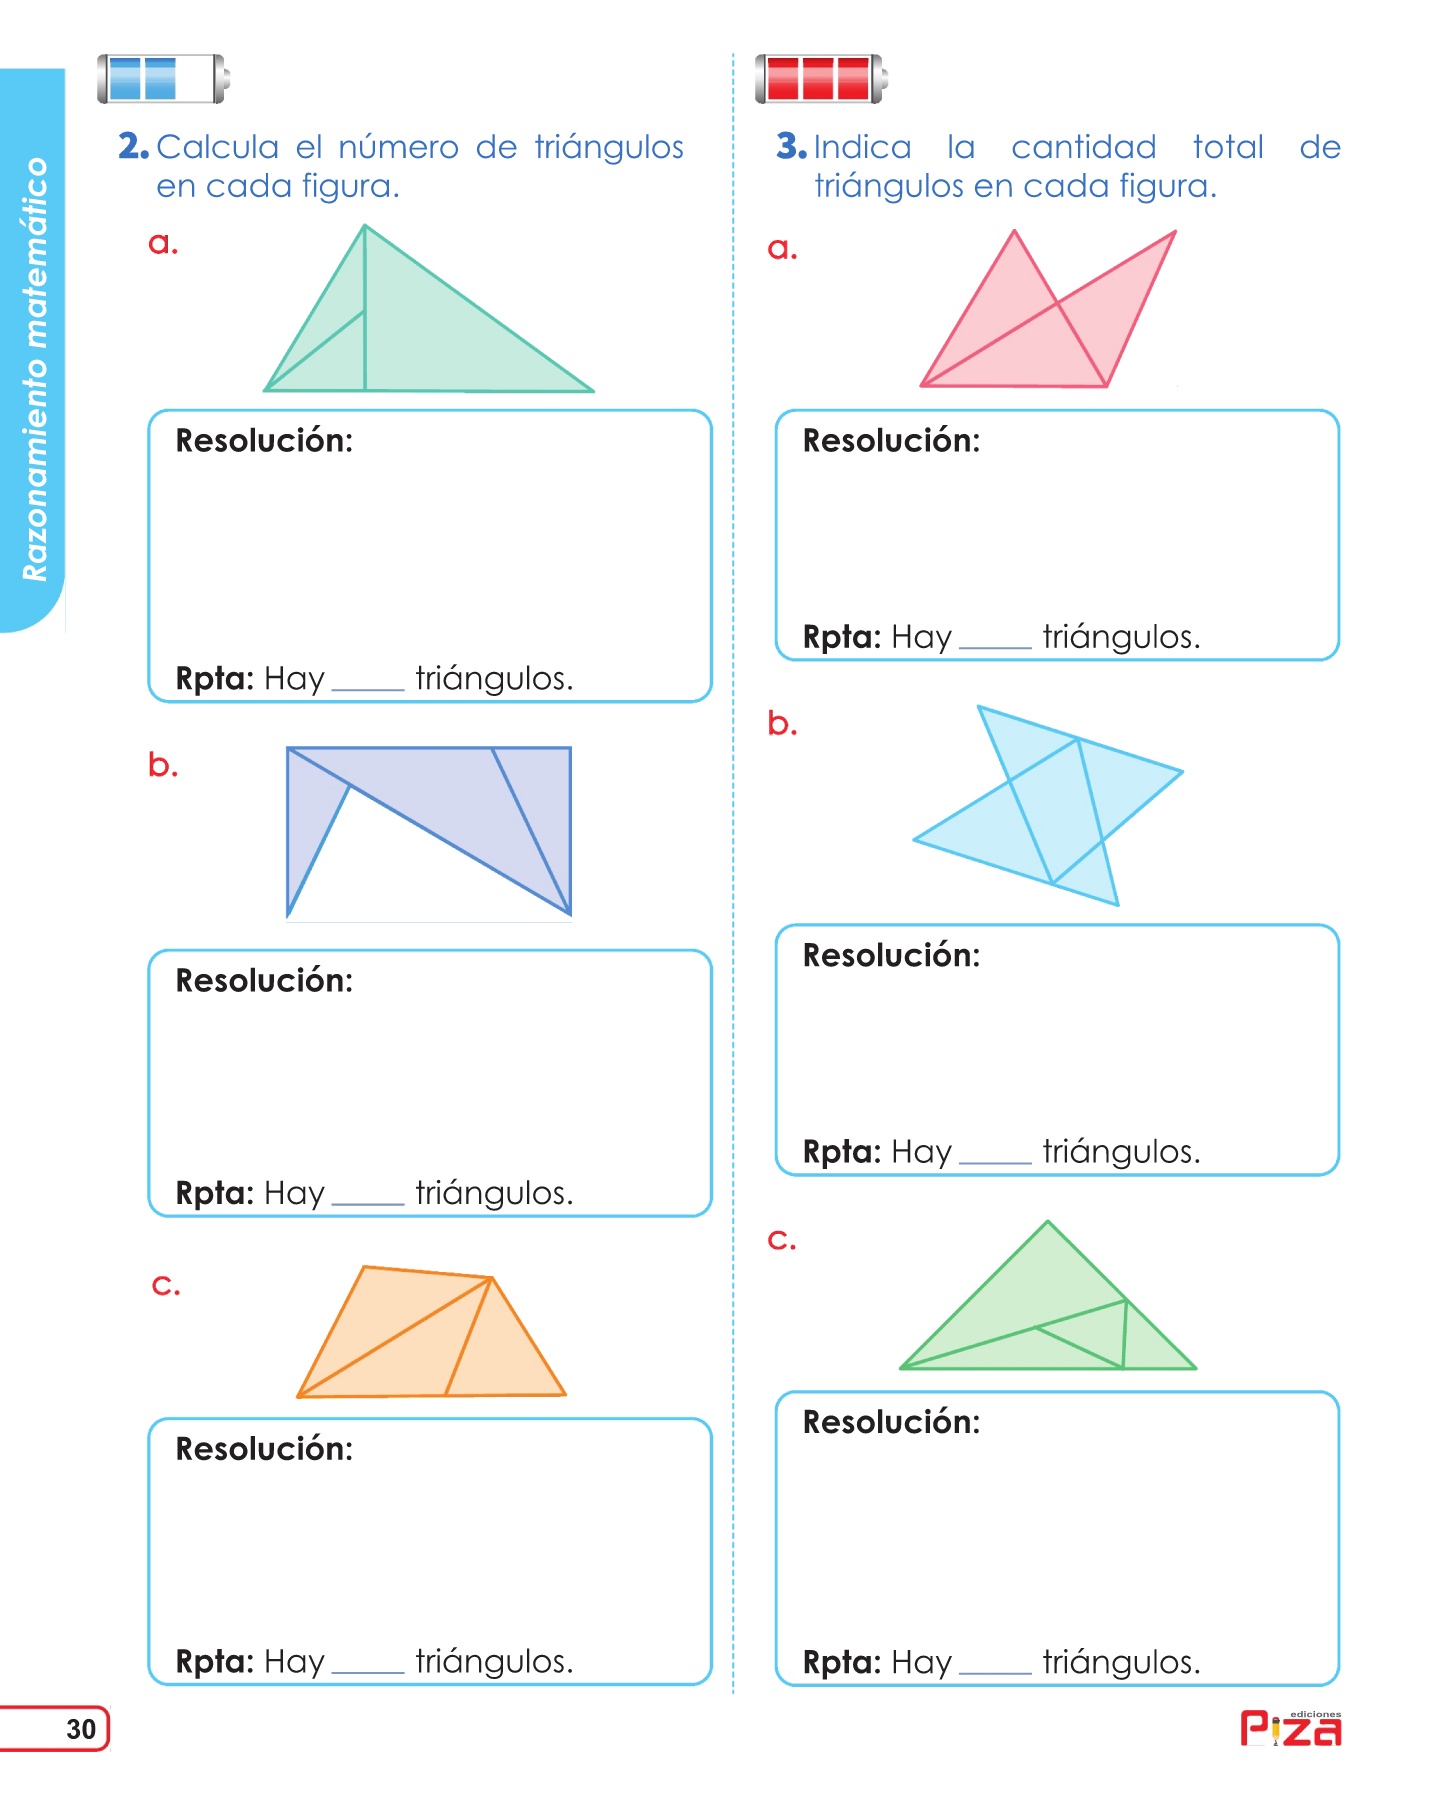 Razonamiento matemático
2. Calcula el número de triángulos
en cada figura.
a.
Resolución:
Rpta: Hay _____ triángulos.
b.
Resolución:
Rpta: Hay _____ triángulos.
c.
Resolución:
Rpta: Hay _____ triángulos.
3. Indica la cantidad total de
triángulos en cada figura.
a.
Resolución:
Rpta: Hay _____ triángulos.
b.
Resolución:
Rpta: Hay _____ triángulos.
c.
Resolución:
Rpta: Hay _____ triángulos.
30
ediciones
Piza